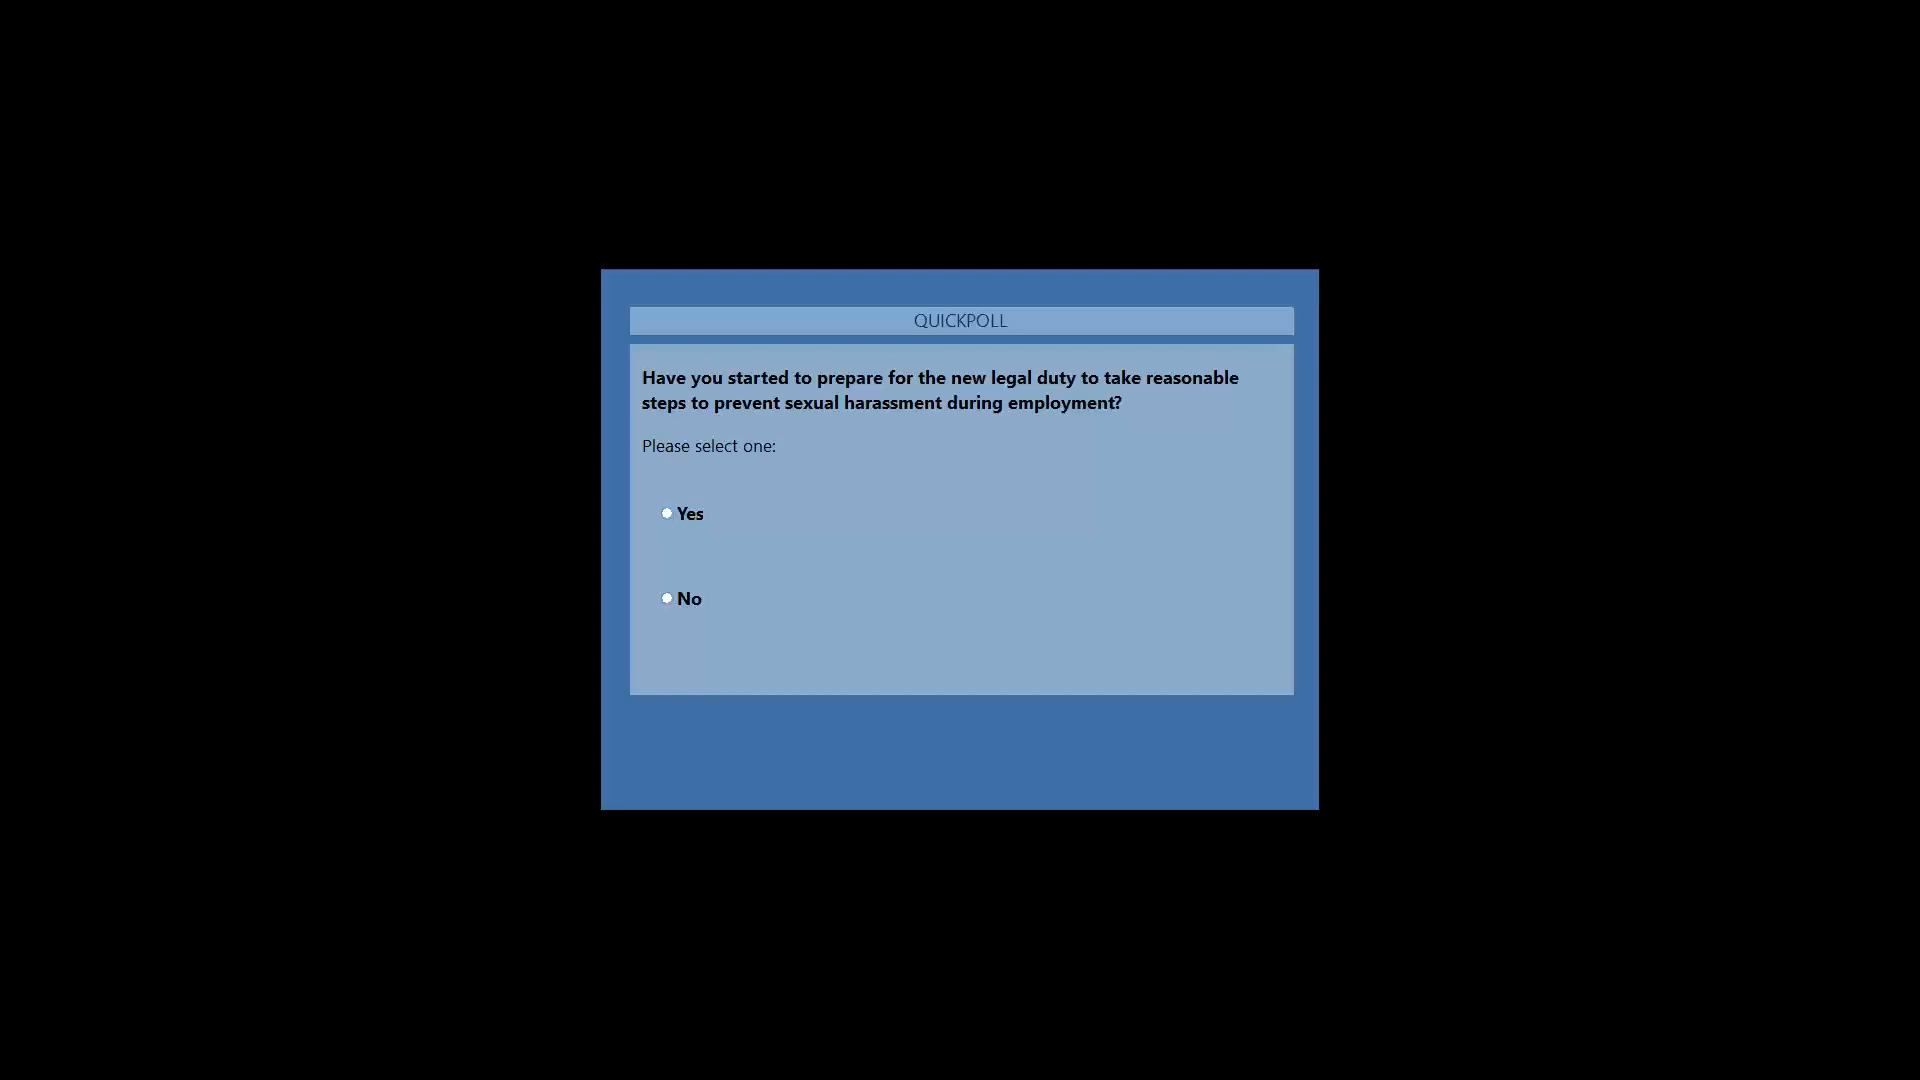 QUICKPOLL
Have you started to prepare for the new legal duty to take reasonable
steps to prevent sexual harassment during employment?
Please select one:
Yes
No